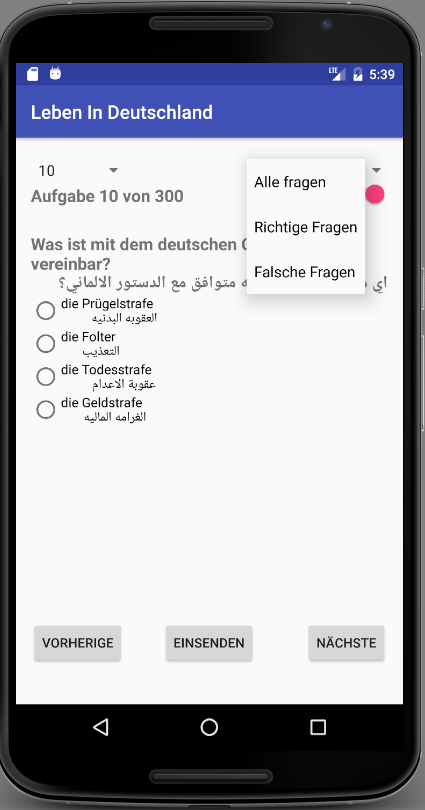 LTE 5:39
Leben In Deutschland
10
Alle fragen
Aufgabe 10 von 300
Richtige Fragen
Falsche Fragen
Was ist mit dem deutschen
vereinbar?
اي متوافق مع الدستور الالماني؟
die Prügelstrafe
العقوبه البدنيه
die Folter
التعذيب
die Todesstrafe
عقوبة الاعدام
die Geldstrafe
الغرامه الماليه
VORHERIGE
EINSENDEN
NÄCHSTE